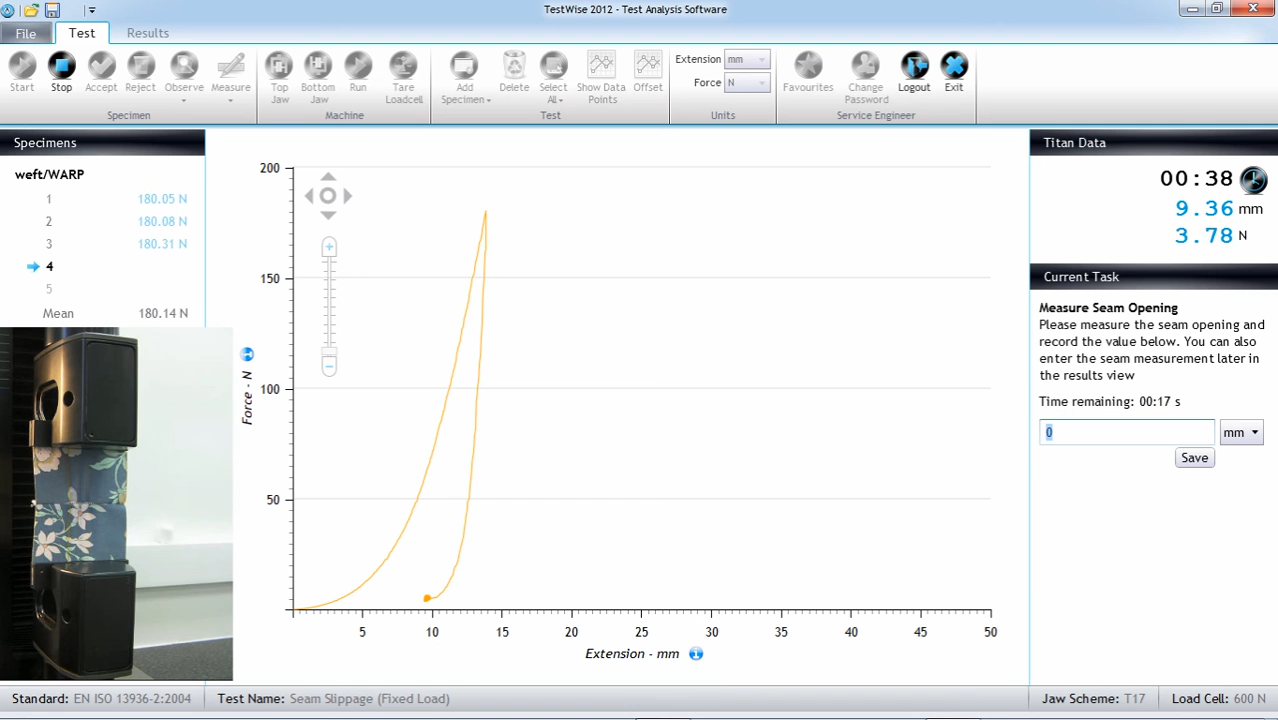 TestWise 2012 - Test Analysis Software
File
Test
Results
Start
Stop
Accept
Reject
Observe
Measure
Specimen
Top Jaw
Bottom Jaw
Run
Tare Loadcell
Machine
Add Specimen
Delete
Select All
Show Data Points
Offset
Test
Extension mm
Force N
Units
Favourites
Change Password
Logout
Exit
Service Engineer
Specimens
weft/WARP
1 180.05 N
2 180.08 N
3 180.31 N
4
5
Mean 180.14 N
200
150
100
50
Force - N
5 10 15 20 25 30 35 40 45 50
Extension - mm
Titan Data
00:38
9.36 mm
3.78 N
Current Task
Measure Seam Opening
Please measure the seam opening and
record the value below. You can also
enter the seam measurement later in
the results view
Time remaining: 00:17 s
0 mm
Save
Standard: EN ISO 13936-2:2004
Test Name: Seam Slippage (Fixed Load)
Jaw Scheme: T17
Load Cell: 600 N